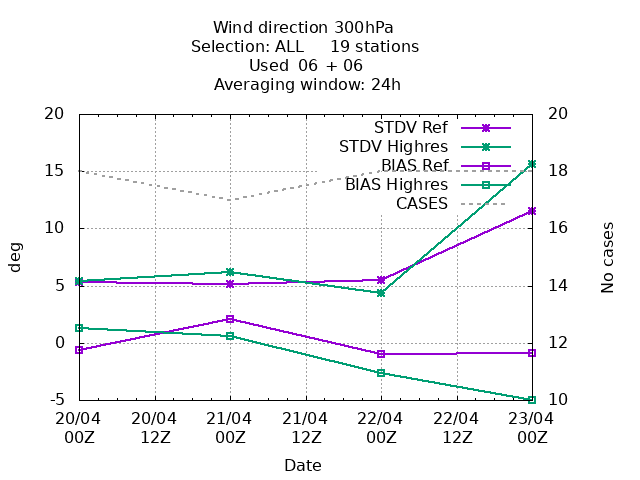 Wind direction 300hPa
Selection: ALL 19 stations
Used 06 + 06
Averaging window: 24h
20
15
10
5
0
-5
deg
STDV Ref
STDV Highres
BIAS Ref
BIAS Highres
CASES
20
18
16
14
12
10
No cases
20/04 20/04 21/04 21/04 22/04 22/04 23/04
00Z 12Z 00Z 12Z 00Z 12Z 00Z
Date